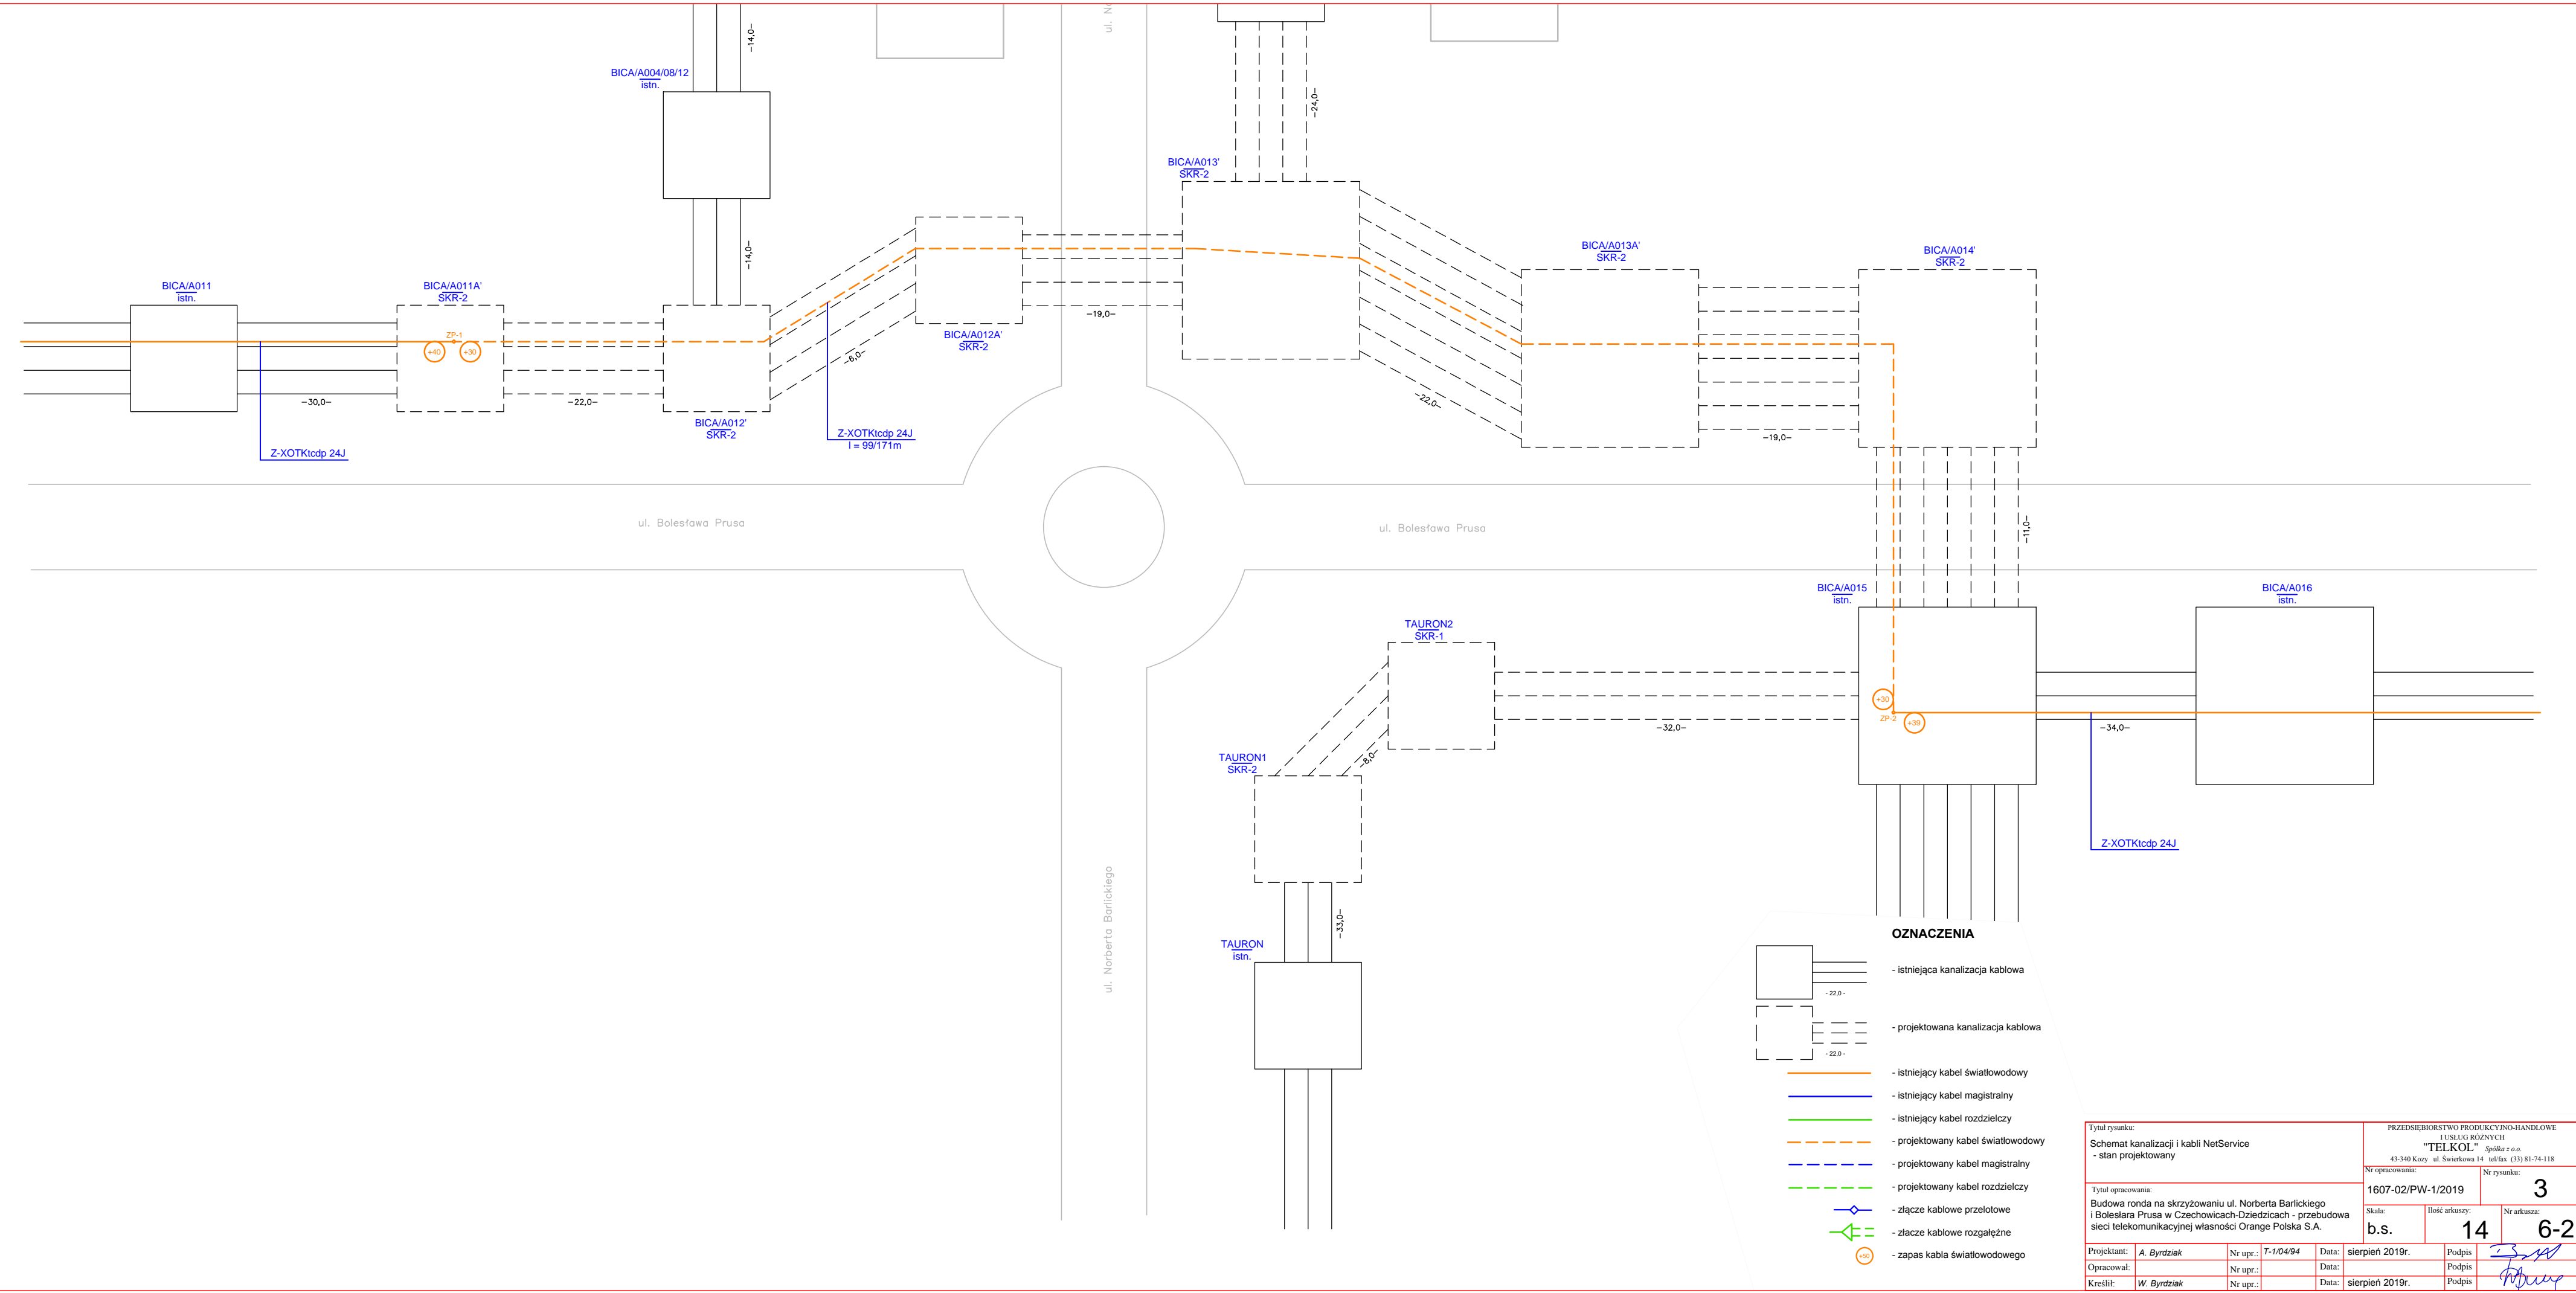 ul. No
-14,0-
BICA/A004/08/12
istn.
-24,0-
BICA/A013'
SKR-2
-14,0-
BICA/A013A'
SKR-2
BICA/A014'
SKR-2
BICA/A011
istn.
BICA/A011A'
SKR-2
ZP-1
+40
+30
BICA/A012A'
SKR-2
-19,0-
-6,0-
-30,0-
-22,0-
-22,0-
BICA/A012'
SKR-2
Z-XOTKtcdp 24J
l = 99/171m
-19,0-
Z-XOTKtcdp 24J
ul. Bolesława Prusa
ul. Bolesława Prusa
-11,0-
BICA/A015
istn.
BICA/A016
istn.
TAURON2
SKR-1
+30
ZP-2
+39
-32,0-
-34,0-
TAURON1
SKR-2
-8,0-
Z-XOTKtcdp 24J
ul. Norberta Barlickiego
-33,0-
TAURON
istn.
OZNACZENIA
- istniejąca kanalizacja kablowa
- 22,0 -
- projektowana kanalizacja kablowa
- 22,0 -
- istniejący kabel światłowodowy
- istniejący kabel magistralny
- istniejący kabel rozdzielczy
- projektowany kabel światłowodowy
- projektowany kabel magistralny
- projektowany kabel rozdzielczy
- złącze kablowe przelotowe
- złacze kablowe rozgałęźne
+50
- zapas kabla światłowodowego
Tytuł rysunku:
Schemat kanalizacji i kabli NetService
- stan projektowany
PRZEDSIĘBIORSTWO PRODUKCYJNO-HANDLOWE
I USŁUG RÓŻNYCH
"TELKOL" Spółka z o.o.
43-340 Kozy ul. Świerkowa 14 tel/fax (33) 81-74-118
Nr opracowania:
1607-02/PW-1/2019
Nr rysunku:
3
Tytuł opracowania:
Budowa ronda na skrzyżowaniu ul. Norberta Barlickiego
i Bolesłara Prusa w Czechowicach-Dziedzicach - przebudowa
sieci telekomunikacyjnej własności Orange Polska S.A.
Skala:
b.s.
Ilość arkuszy:
14
Nr arkusza:
6-2
Projektant: A. Byrdziak Nr upr.: T-1/04/94 Data: sierpień 2019r. Podpis
Opracował: Nr upr.: Data: Podpis
Kreślił: W. Byrdziak Nr upr.: Data: sierpień 2019r. Podpis